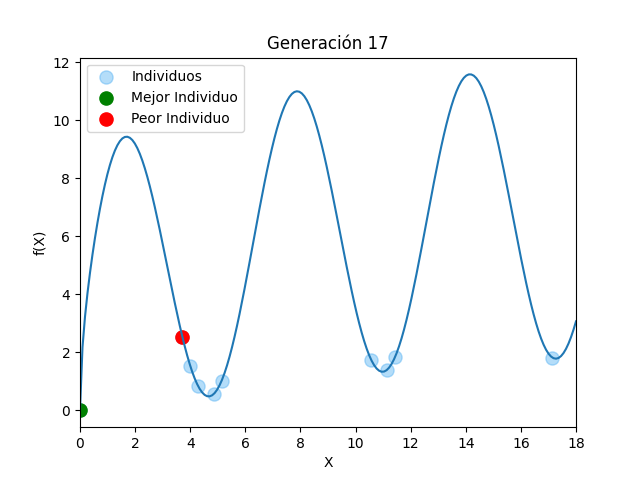 Generación 17
Individuos
Mejor Individuo
Peor Individuo
f(X)
12
10
8
6
4
2
0
0 2 4 6 8 10 12 14 16 18
X